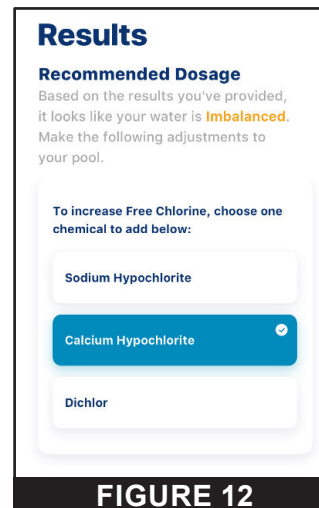 Results
Recommended Dosage
Based on the results you've provided,
it looks like your water is Imbalanced.
Make the following adjustments to
your pool.
To increase Free Chlorine, choose one
chemical to add below:
Sodium Hypochlorite
Calcium Hypochlorite
Dichlor
FIGURE 12